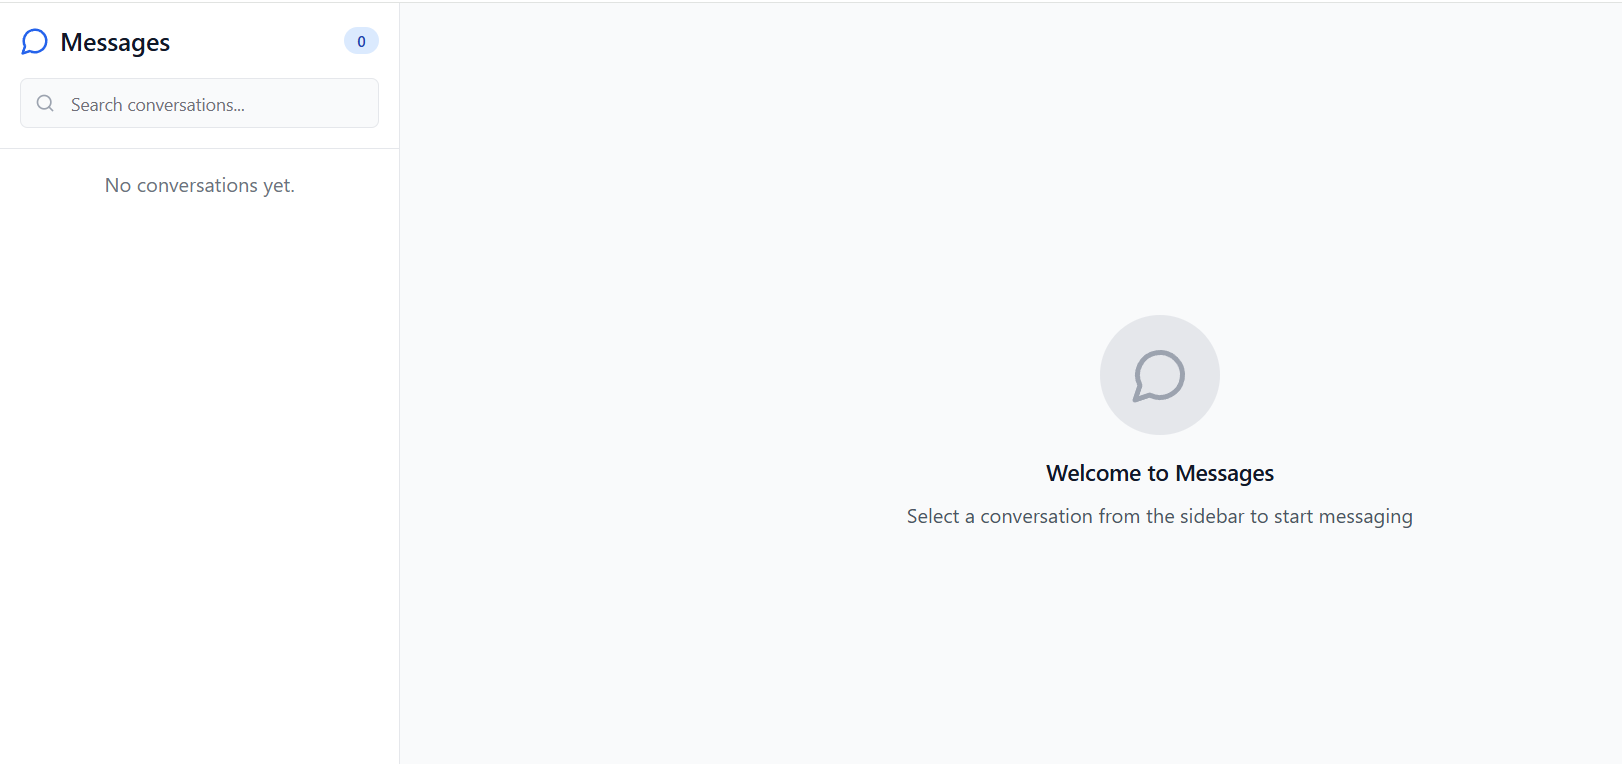 Messages
0
Search conversations...
No conversations yet.
Welcome to Messages
Select a conversation from the sidebar to start messaging